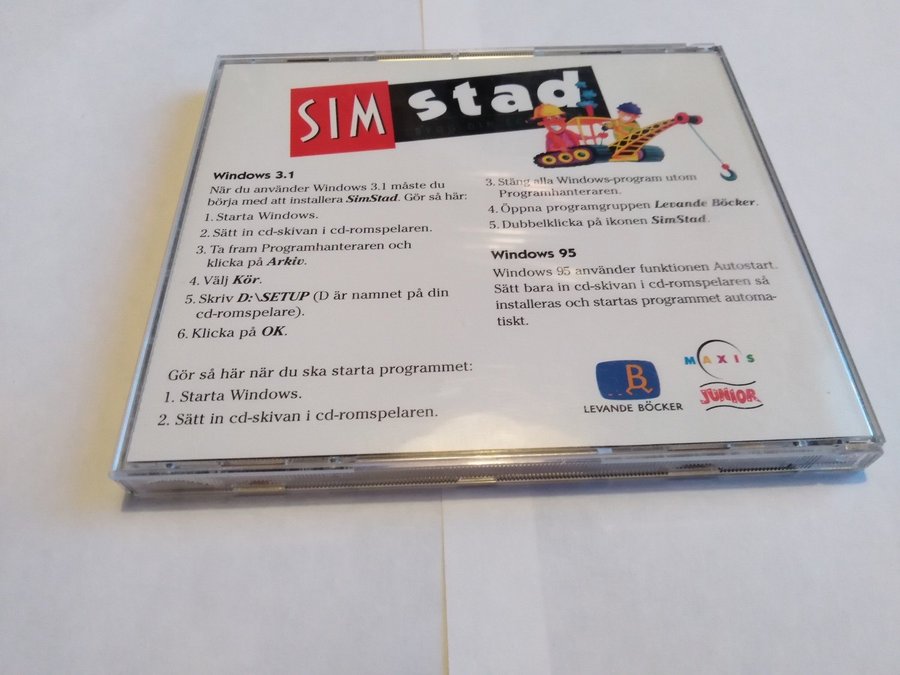 SIM stad
Windows 3.1
När du använder Windows 3.1 måste du
börja med att installera SimStad. Gör så här:
1. Starta Windows.
2. Sätt in cd-skivan i cd-romspelaren.
3. Ta fram Programhanteraren och
klicka på Arkiv.
4. Välj Kör.
5. Skriv D:\SETUP (D är namnet på din
cd-romspelare).
6. Klicka på OK.
Gör så här när du ska starta programmet:
1. Starta Windows.
2. Sätt in cd-skivan i cd-romspelaren.
3. Stäng alla Windows-program utom
Programhanteraren.
4. Öppna programgruppen Levande Böcker.
5. Dubbelklicka på ikonen SimStad.
Windows 95
Windows 95 använder funktionen Autostart.
Sätt bara in cd-skivan i cd-romspelaren så
installeras och startas programmet automa-
tiskt.
B
LEVANDE BÖCKER
MAXIS
JUNIOR